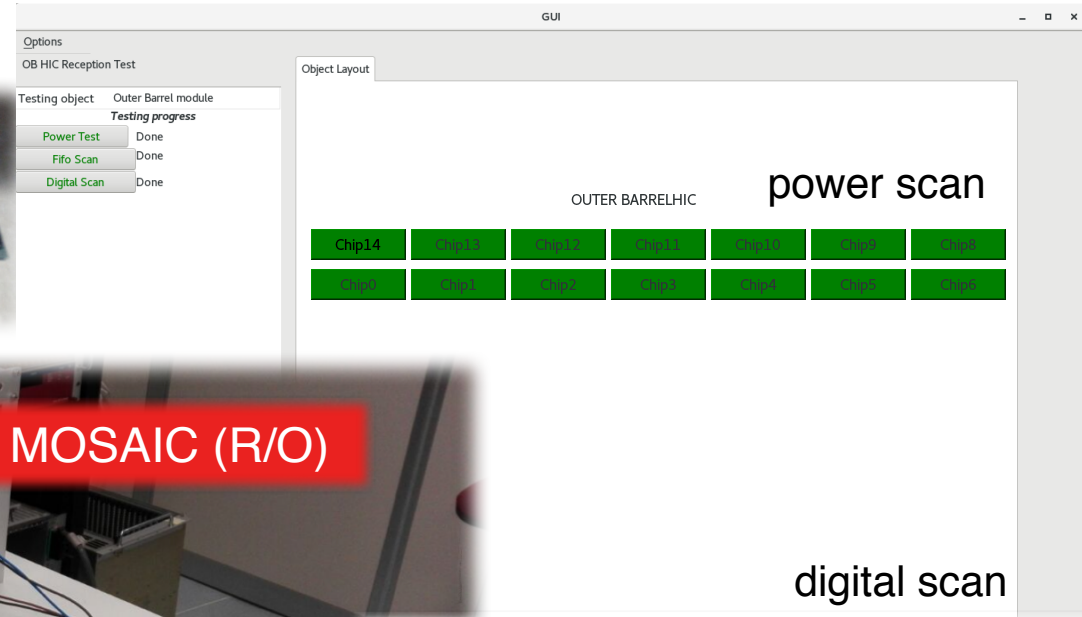 GUI
Options
OB HIC Reception Test
Object Layout
Testing object Outer Barrel module
Testing progress
Power Test Done
Fifo Scan Done
Digital Scan Done
power scan
OUTER BARRELHIC
Chip14 Chip13 Chip12 Chip11 Chip10 Chip9 Chip8
Chip0 Chip1 Chip2 Chip3 Chip4 Chip5 Chip6
MOSAIC (R/O)
digital scan